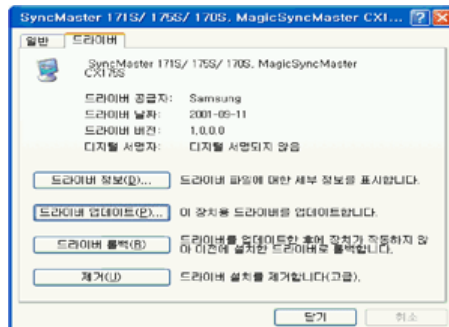 SyncMaster 171S/ 175S/ 170S, MagicSyncMaster CX1...
일반
드라이버
SyncMaster 171S/ 175S/ 170S, MagicSyncMaster
CX175S
드라이버 공급자: Samsung
드라이버 날짜: 2001-09-11
드라이버 버전: 1.0.0.0
디지털 서명자: 디지털 서명되지 않음
드라이버 정보(D)... 드라이버 파일에 대한 세부 정보를 표시합니다.
드라이버 업데이트(P)... 이 장치용 드라이버를 업데이트합니다.
드라이버 롤백(R) 드라이버를 업데이트한 후에 장치가 작동하지 않
아 이전에 설치한 드라이버로 롤백합니다.
제거(U) 드라이버 설치를 제거합니다(고급).
닫기 취소